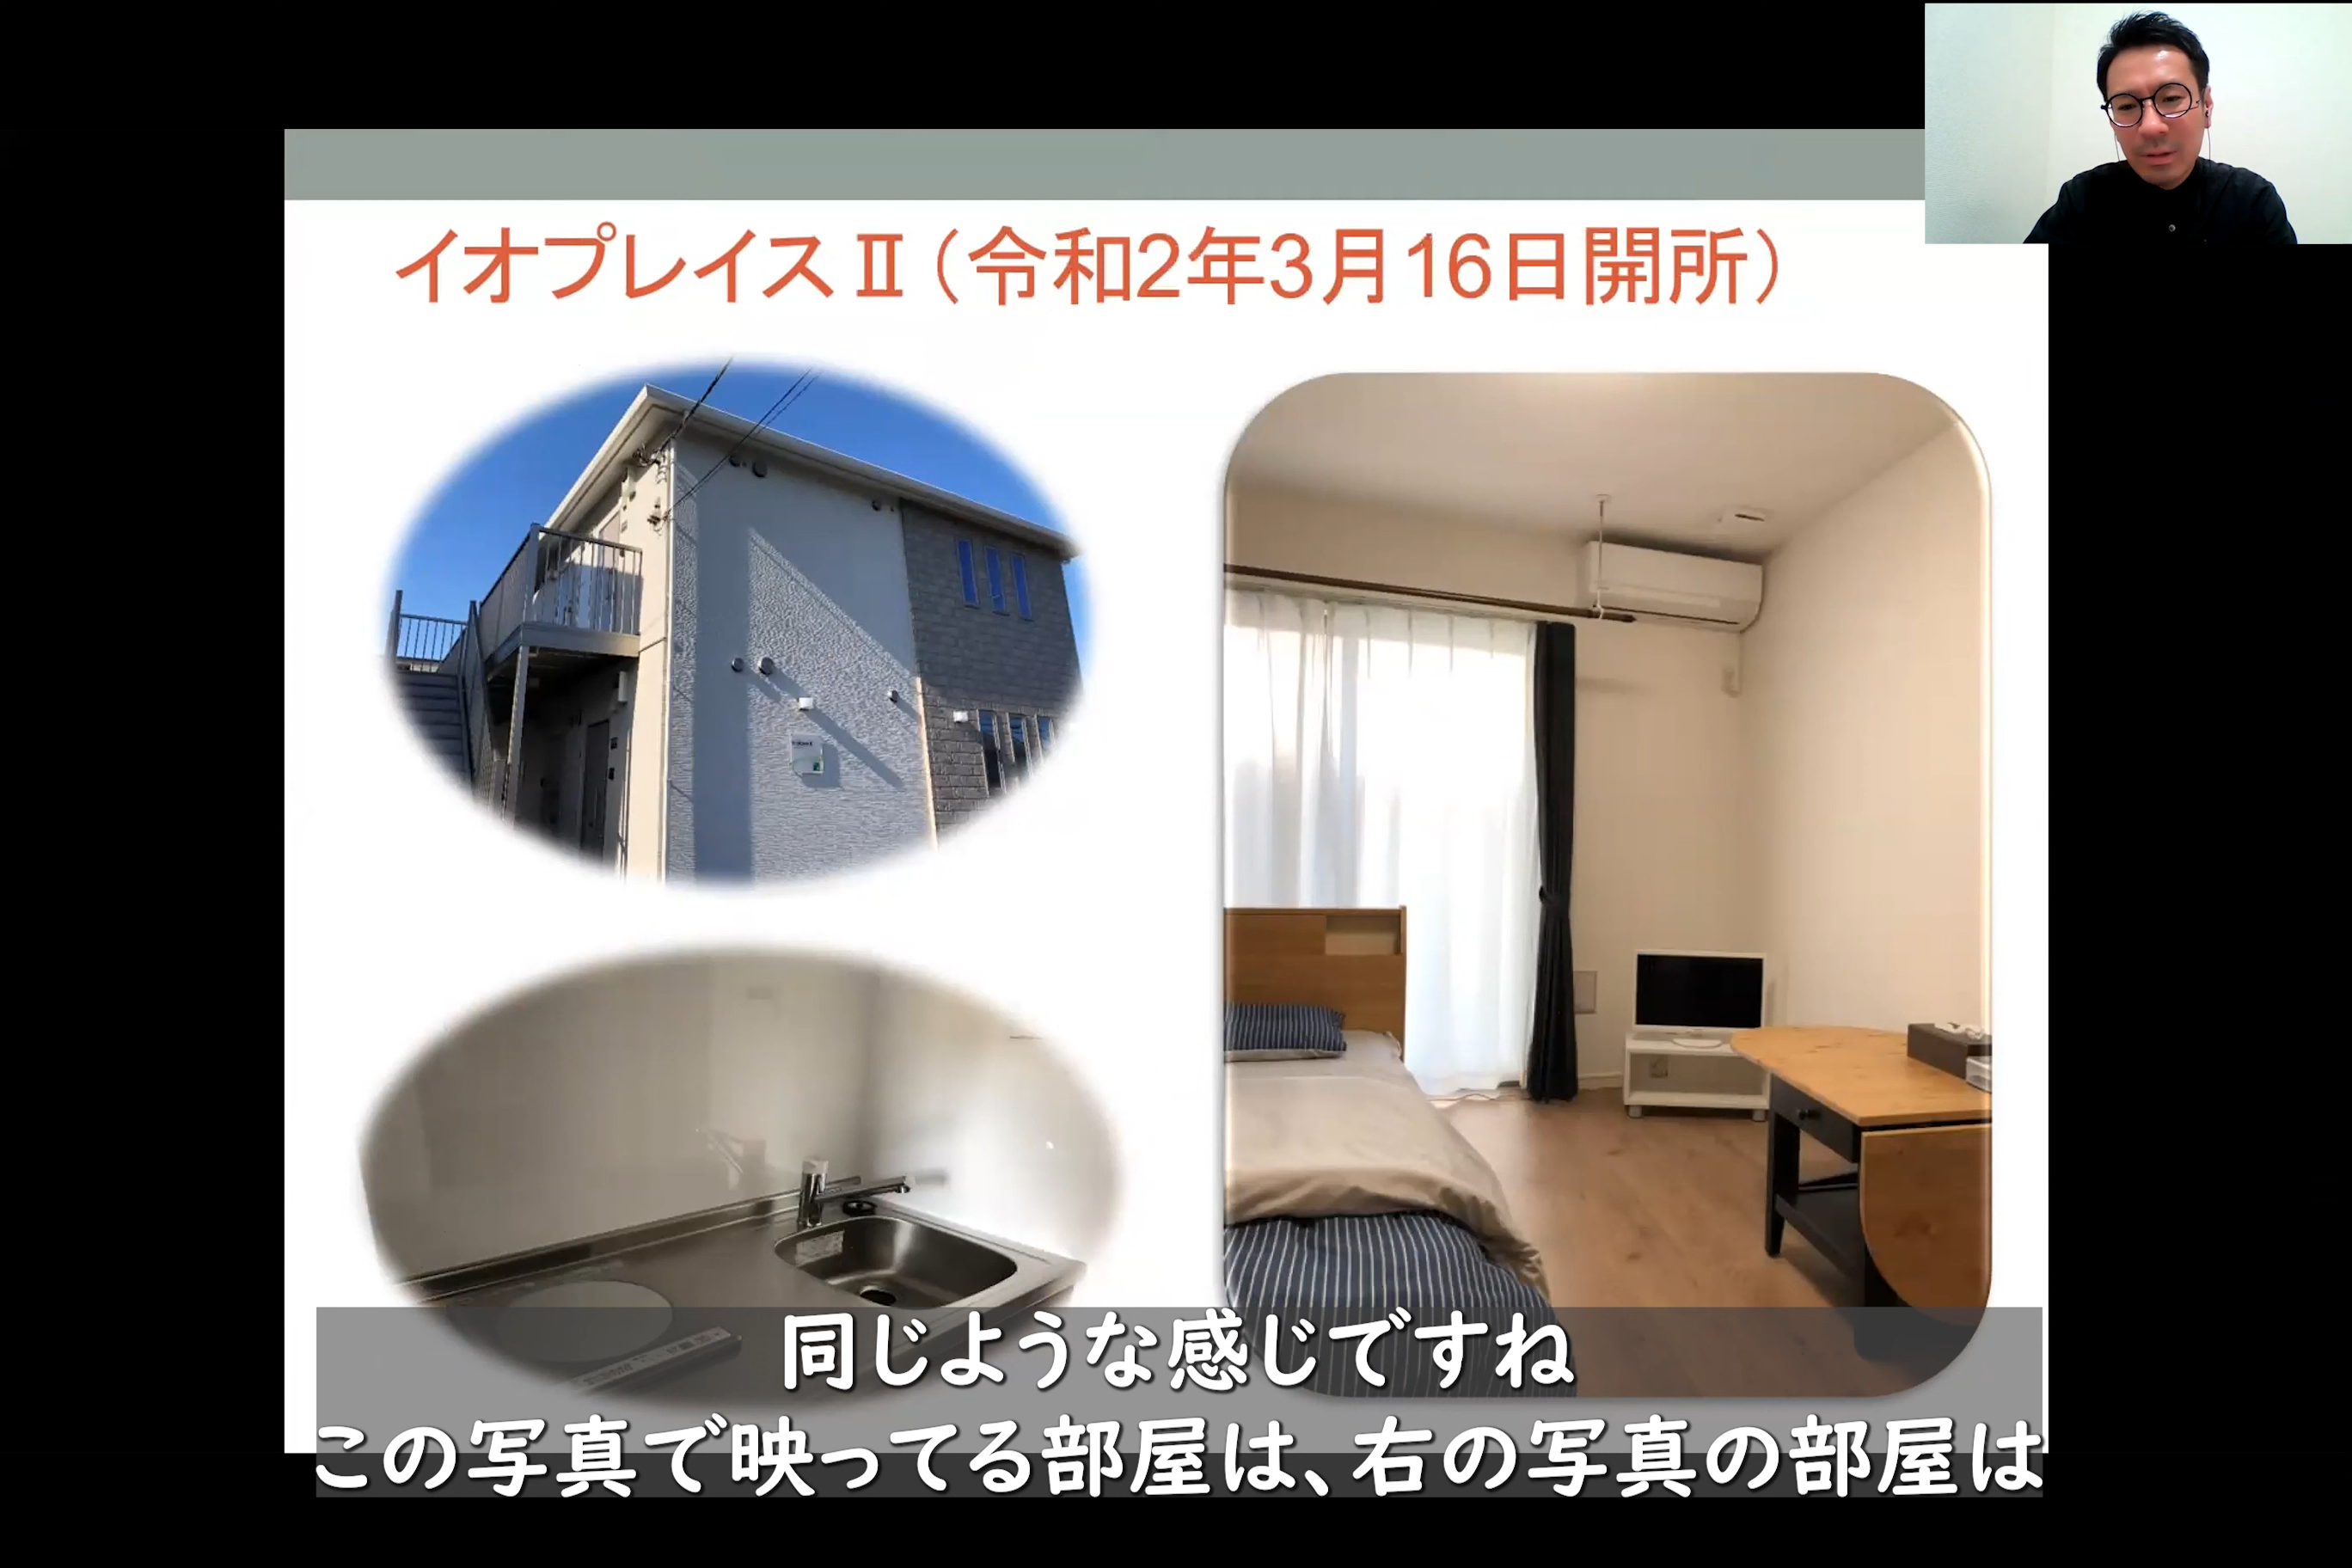 イオプレイスⅡ（令和2年3月16日開所）
同じような感じですね
この写真で映ってる部屋は、右の写真の部屋は